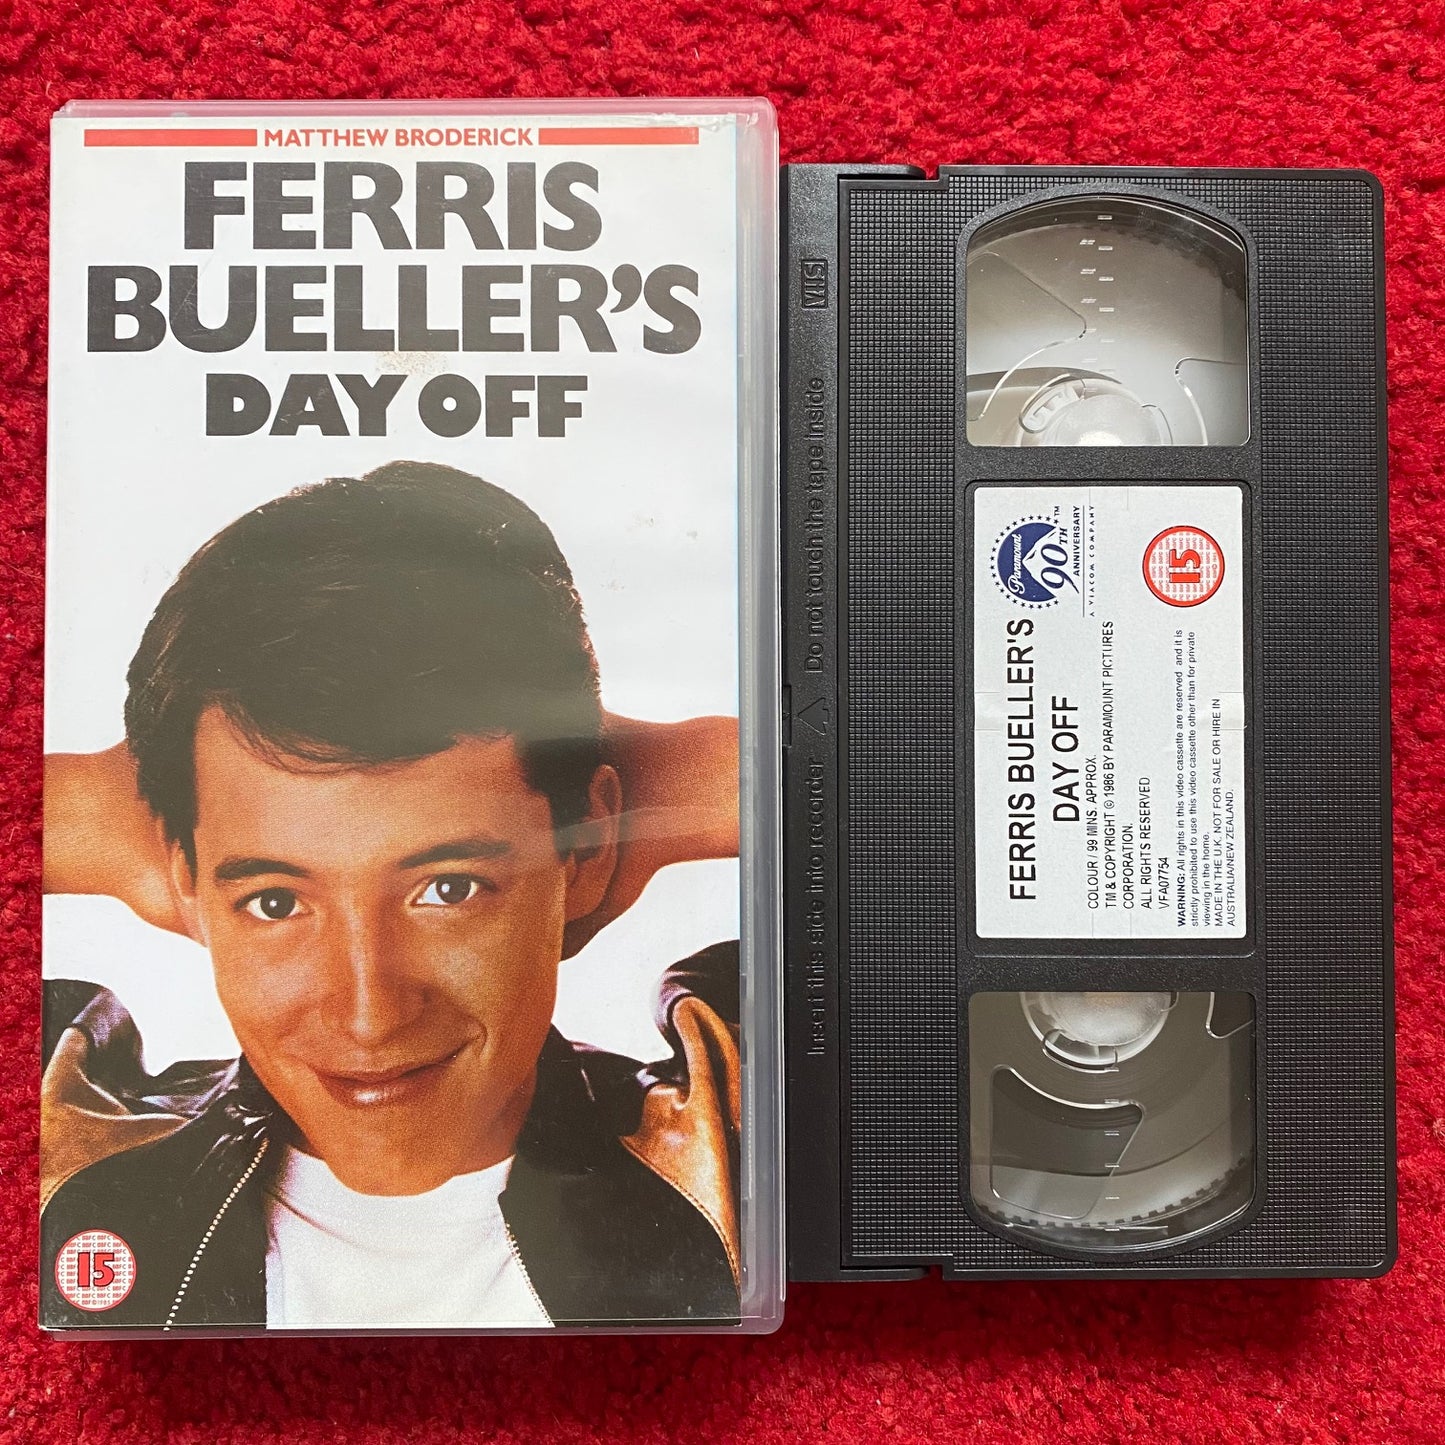 MATTHEW BRODERICK
FERRIS
BUELLER'S
DAY OFF
15
VHS
Do not touch the tape inside
Insert this side into recorder
Paramount
90TH
TM
ANNIVERSARY
A VIACOM COMPANY
15
FERRIS BUELLER'S
DAY OFF
COLOUR / 99 MINS. APPROX.
TM & COPYRIGHT © 1986 BY PARAMOUNT PICTURES
CORPORATION.
ALL RIGHTS RESERVED
VFA07754
WARNING: All rights in this video cassette are reserved and it is
strictly prohibited to use this video cassette other than for private
viewing in the home.
MADE IN THE U.K. NOT FOR SALE OR HIRE IN
AUSTRALIA/NEW ZEALAND.